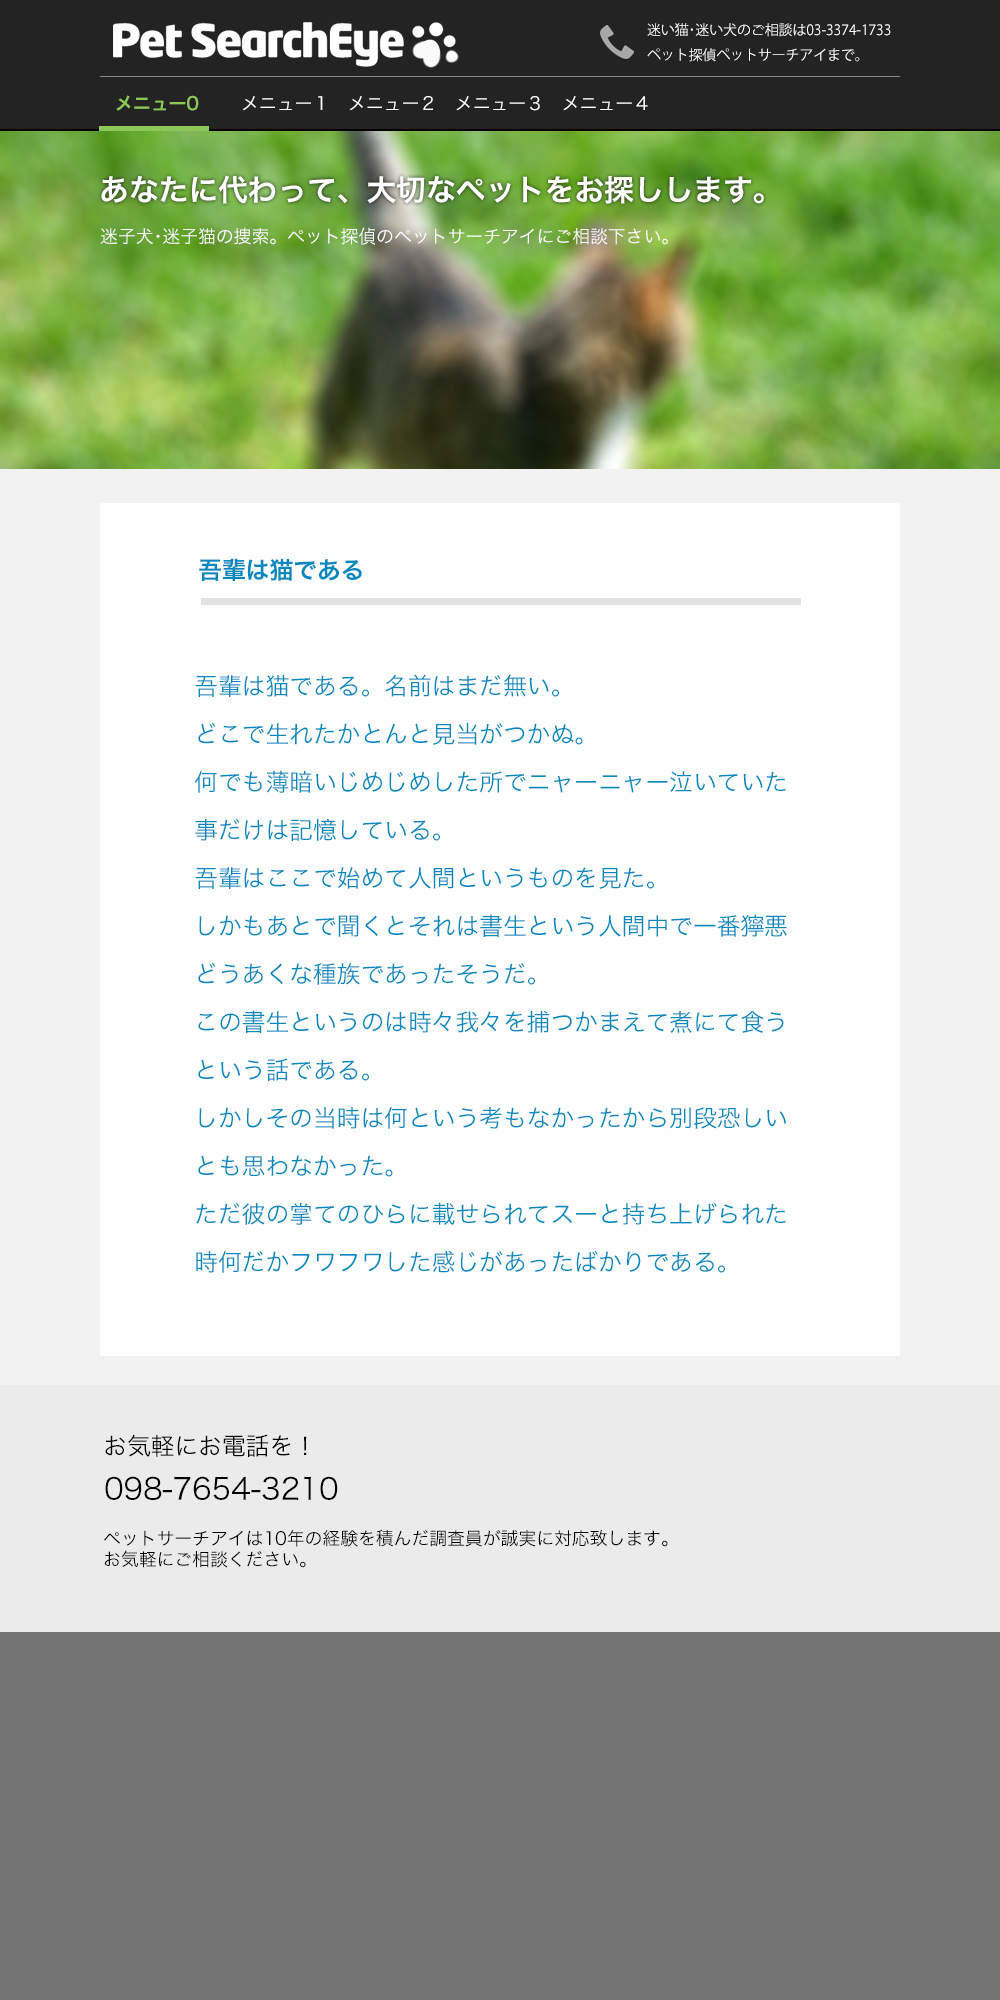 Pet SearchEye
迷い猫･迷い犬のご相談は03-3374-1733
ペット探偵ペットサーチアイまで。
メニュー0 メニュー１ メニュー２ メニュー３ メニュー４
あなたに代わって、大切なペットをお探しします。
迷子犬･迷子猫の捜索。ペット探偵のペットサーチアイにご相談下さい。
吾輩は猫である
吾輩は猫である。名前はまだ無い。
どこで生れたかとんと見当がつかぬ。
何でも薄暗いじめじめした所でニャーニャー泣いていた
事だけは記憶している。
吾輩はここで始めて人間というものを見た。
しかもあとで聞くとそれは書生という人間中で一番獰悪
どうあくな種族であったそうだ。
この書生というのは時々我々を捕つかまえて煮にて食う
という話である。
しかしその当時は何という考もなかったから別段恐しい
とも思わなかった。
ただ彼の掌てのひらに載せられてスーと持ち上げられた
時何だかフワフワした感じがあったばかりである。
お気軽にお電話を！
098-7654-3210
ペットサーチアイは10年の経験を積んだ調査員が誠実に対応致します。
お気軽にご相談ください。